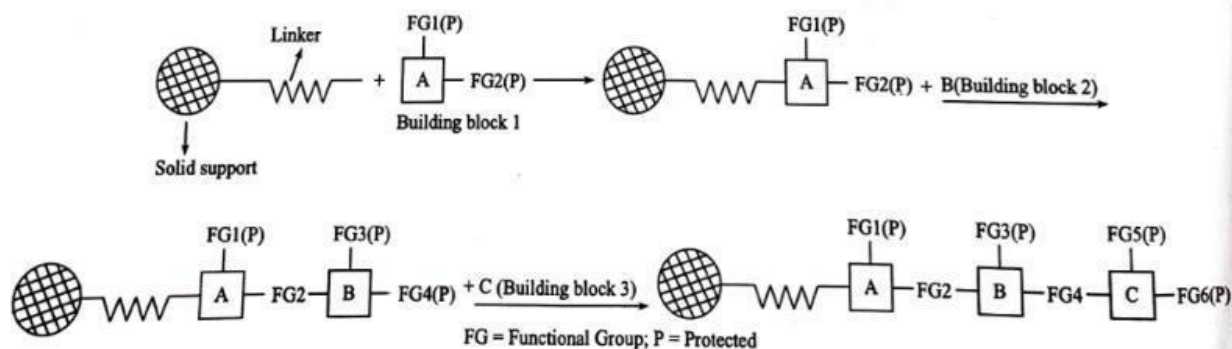 Linker
FG1(P)
+ A FG2(P)
Building block 1
Solid support
FG1(P)
A FG2(P) + B(Building block 2)
FG1(P) FG3(P)
A FG2 B FG4(P) + C (Building block 3)
FG1(P) FG3(P) FG5(P)
A FG2 B FG4 C FG6(P)
FG = Functional Group; P = Protected